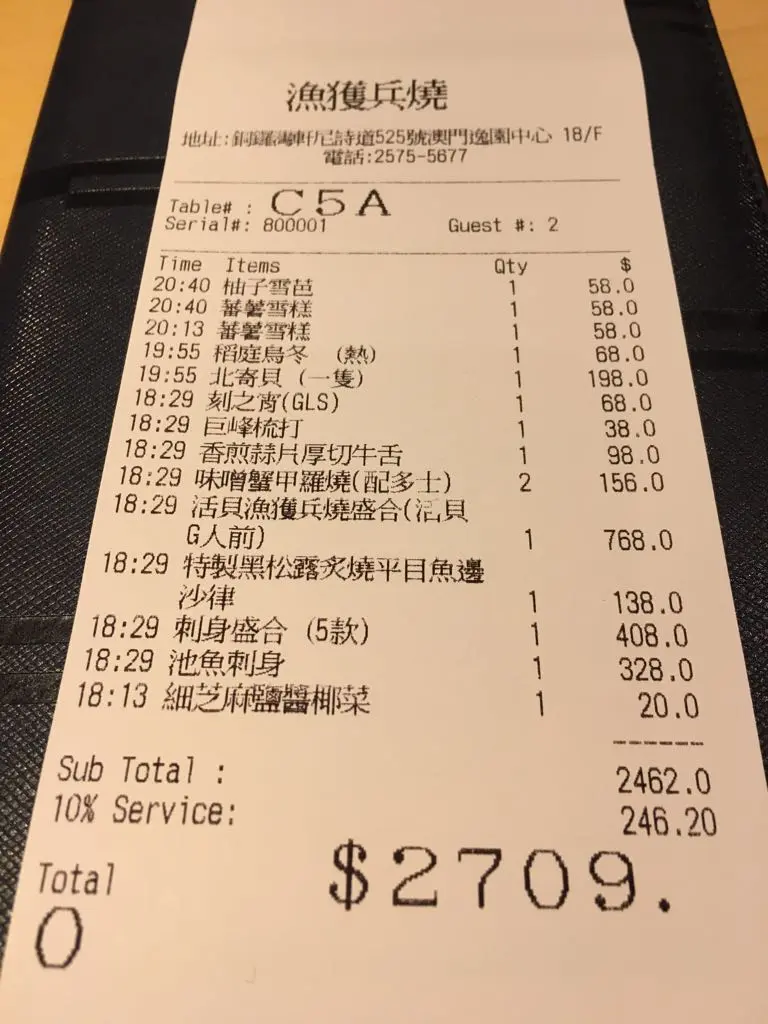 漁獲兵燒
地址:銅鑼灣軒尼詩道525號澳門逸園中心 18/F
電話:2575-5677
Table# : C5A
Serial#: 800001 Guest #: 2
Time Items Qty $
20:40 柚子雪芭 1 58.0
20:40 蕃薯雪糕 1 58.0
20:13 蕃薯雪糕 1 58.0
19:55 稻庭烏冬 (熱) 1 68.0
19:55 北寄貝 (一隻) 1 198.0
18:29 刻之宵(GLS) 1 68.0
18:29 巨峰梳打 1 38.0
18:29 香煎蒜片厚切牛舌 1 98.0
18:29 味噌蟹甲羅燒(配多士) 2 156.0
18:29 活貝漁獲兵燒盛合(活貝
G人前) 1 768.0
18:29 特製黑松露炙燒平目魚邊
沙律 1 138.0
18:29 刺身盛合 (5款) 1 408.0
18:29 池魚刺身 1 328.0
18:13 細芝麻鹽醬椰菜 1 20.0
Sub Total : 2462.0
10% Service: 246.20
Total $2709.
0